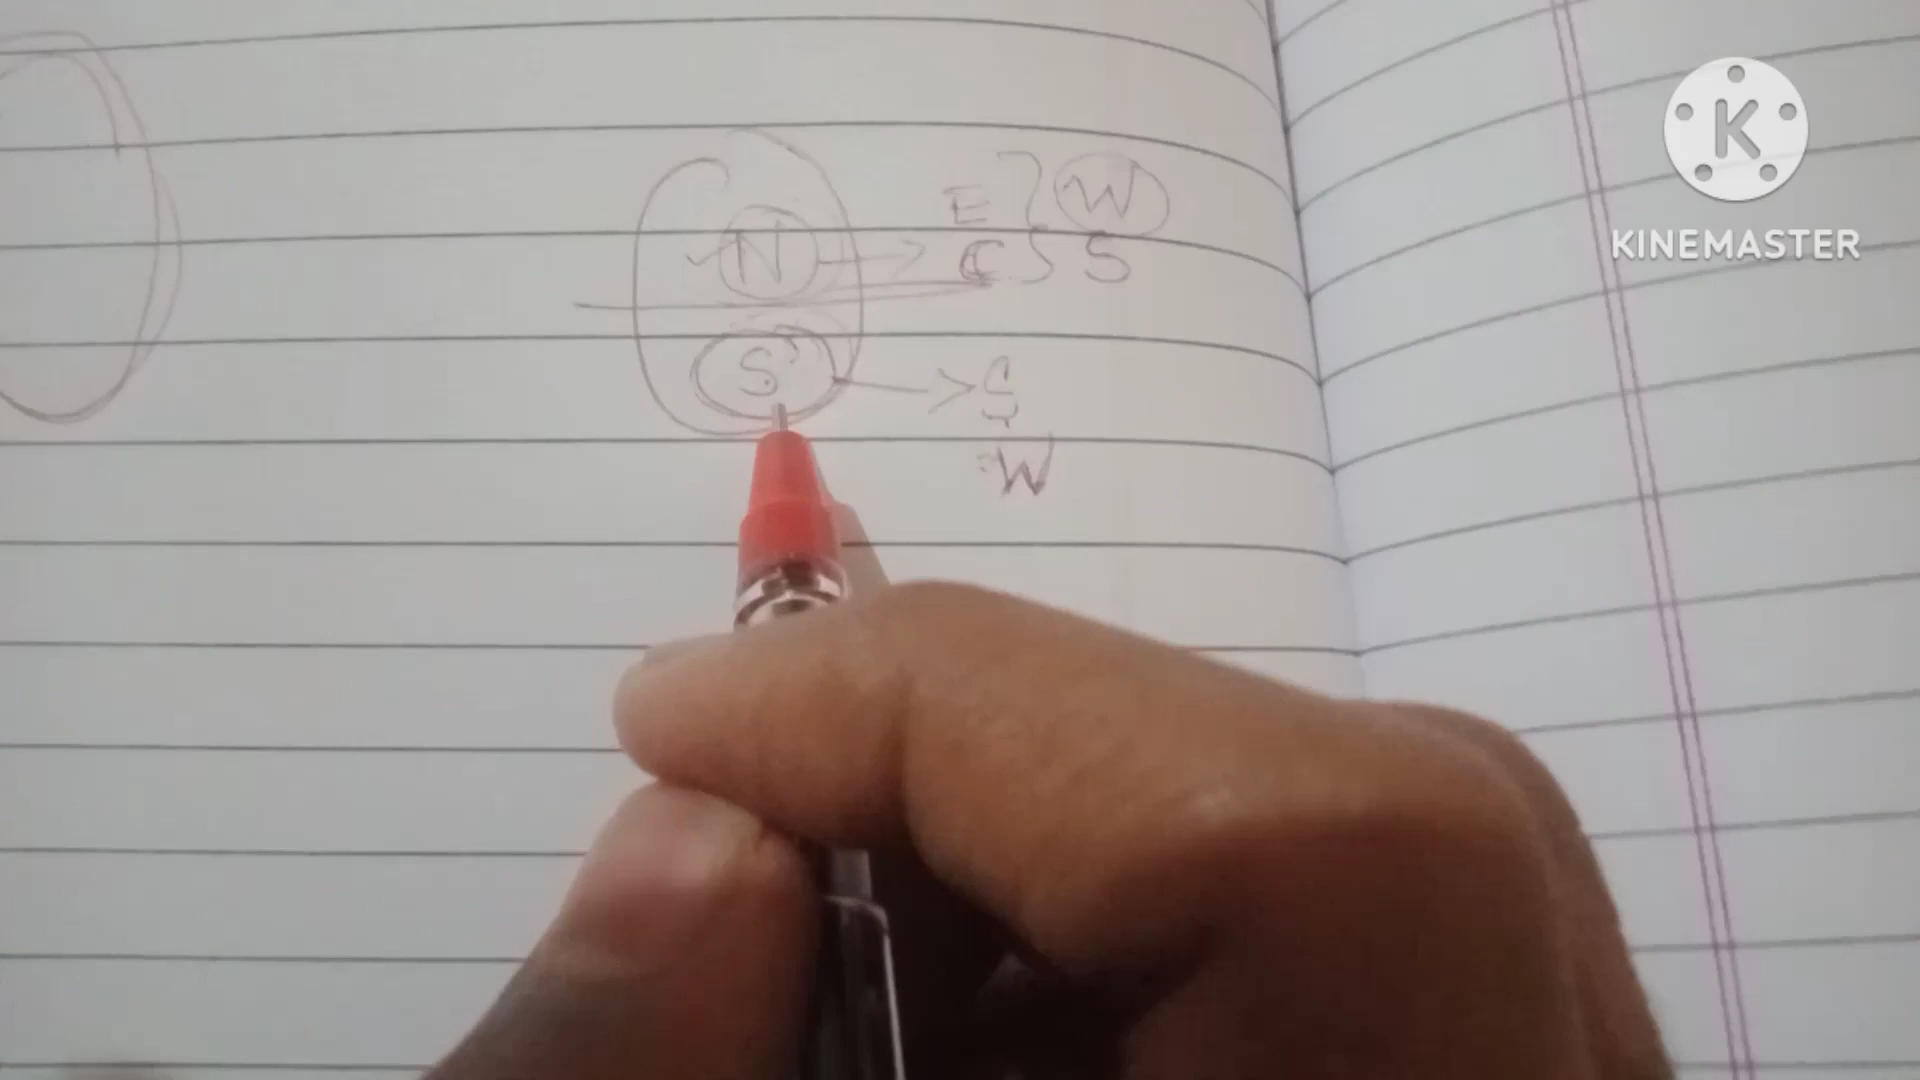 E } W
N → C S
S → S
W
K
KINEMASTER